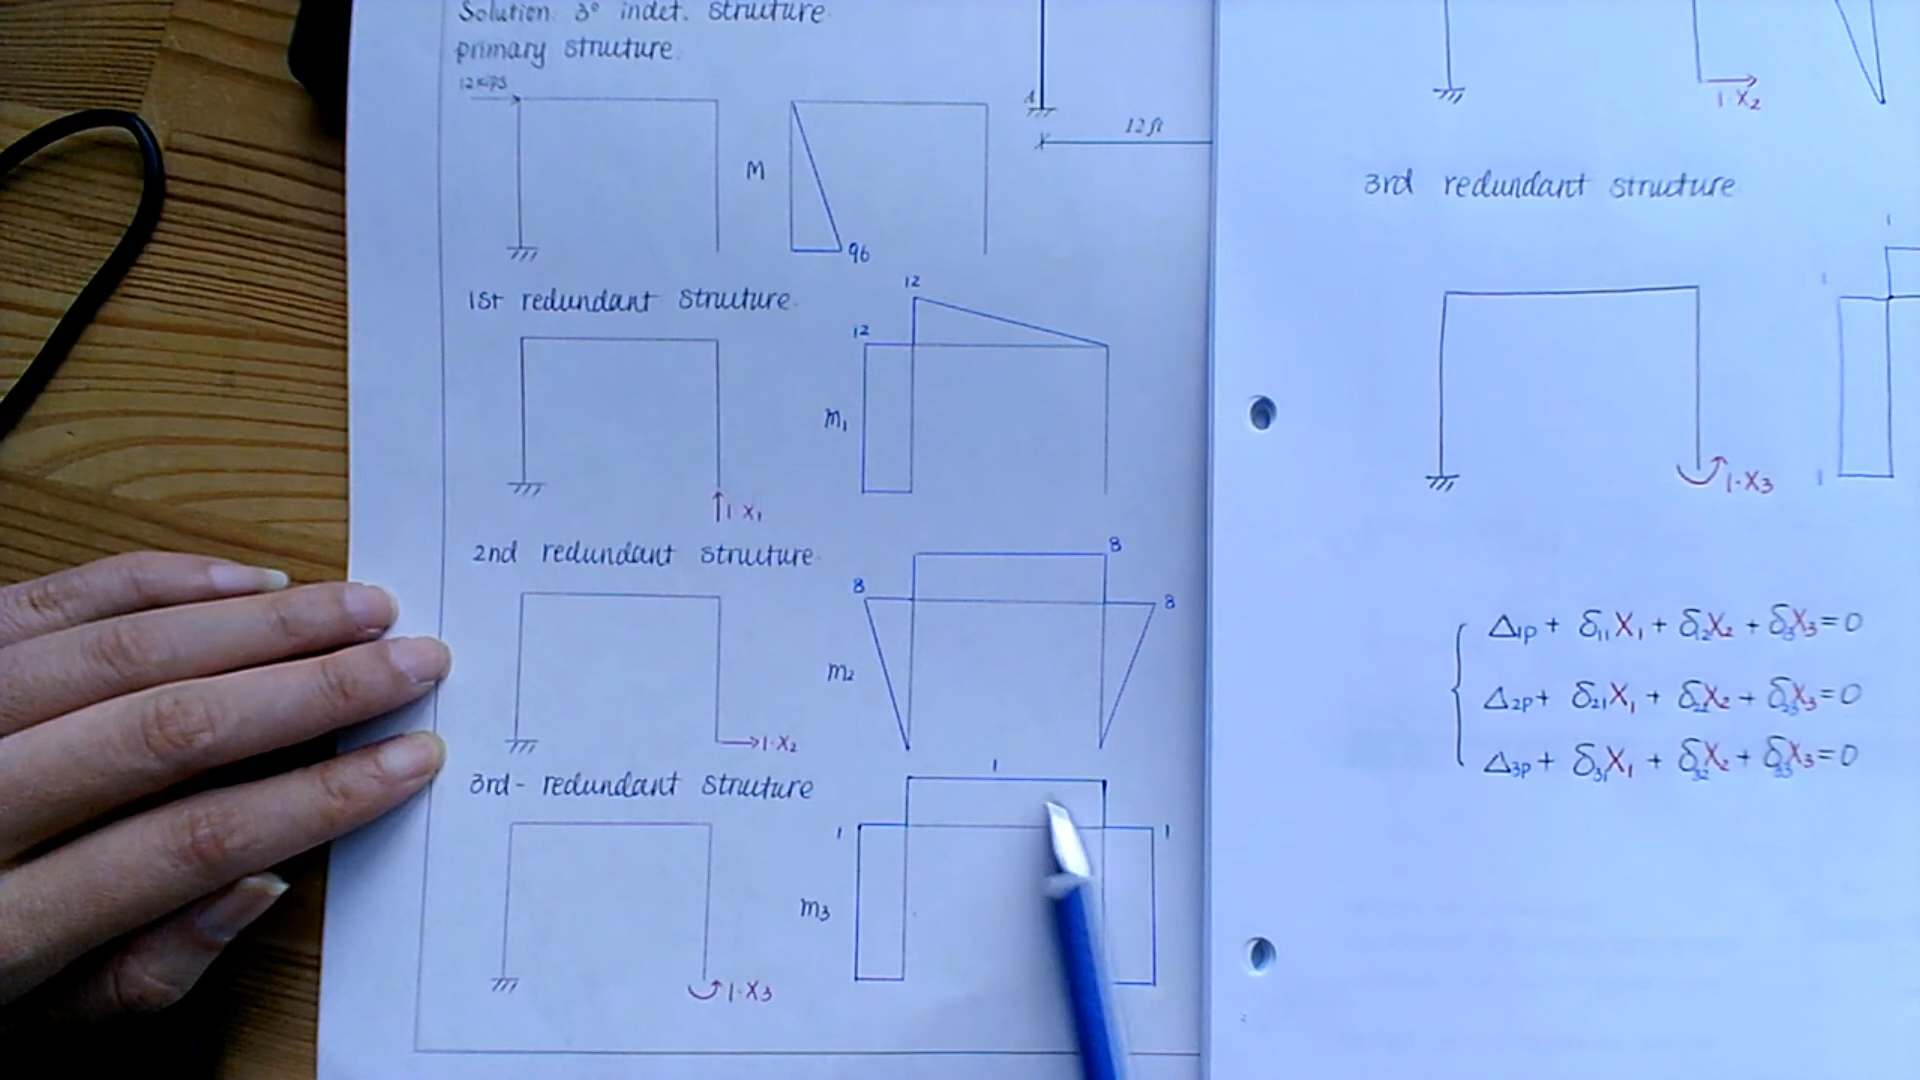 Solution. 3° indet. structure
primary structure.
12 kips
M
96
A
12 ft
1st redundant structure.
12
12
m₁
1·X₁
2nd redundant structure.
8
8
8
m₂
1·X₂
3rd- redundant structure
1
1
1
m₃
1·X₃
1·X₂
3rd redundant structure
1
1
1
1·X₃
Δ1P + δ11X1 + δ12X2 + δ13X3 = 0
Δ2P + δ21X1 + δ22X2 + δ23X3 = 0
Δ3P + δ31X1 + δ32X2 + δ33X3 = 0